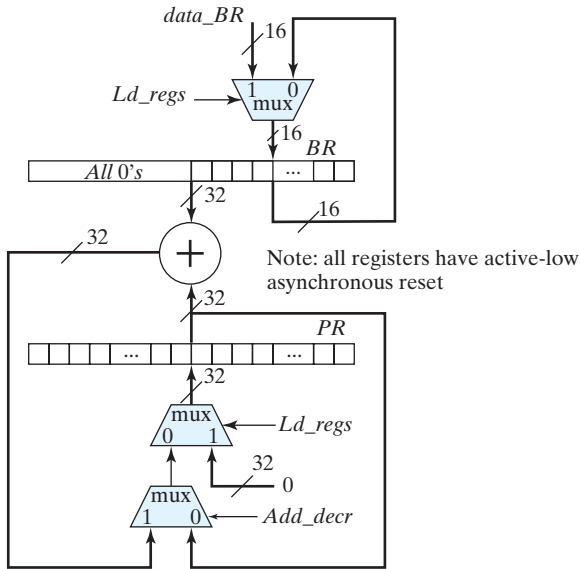 data_BR
16
Ld_regs
1 0
mux
16
BR
All 0's
...
32
16
32
+
Note: all registers have active-low
asynchronous reset
32
PR
...
...
32
mux
0 1
Ld_regs
32
0
mux
1 0
Add_decr